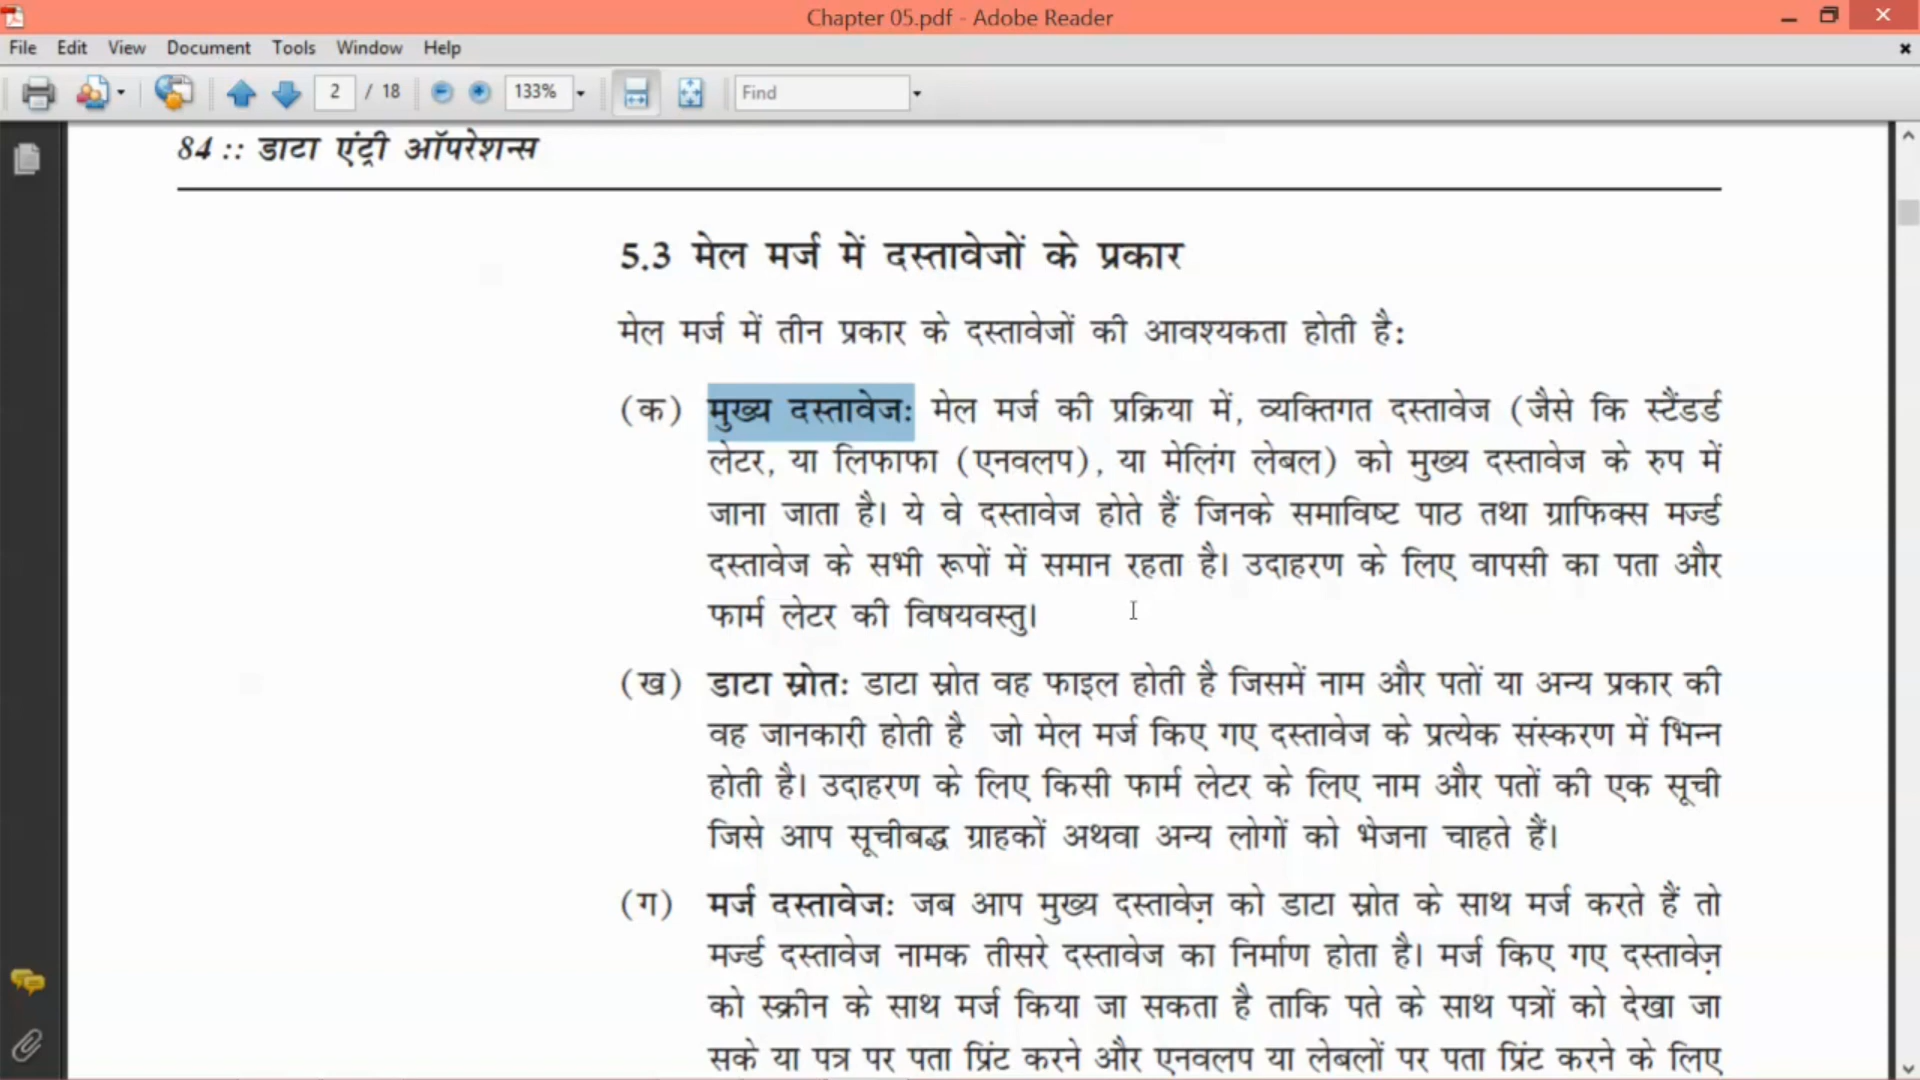 Chapter 05.pdf - Adobe Reader
File Edit View Document Tools Window Help
2 / 18 133% Find
84 :: डाटा एंट्री ऑपरेशन्स
5.3 मेल मर्ज में दस्तावेजों के प्रकार
मेल मर्ज में तीन प्रकार के दस्तावेजों की आवश्यकता होती है:
(क) मुख्य दस्तावेज: मेल मर्ज की प्रक्रिया में, व्यक्तिगत दस्तावेज (जैसे कि स्टैंडर्ड
लेटर, या लिफाफा (एनवलप), या मेलिंग लेबल) को मुख्य दस्तावेज के रुप में
जाना जाता है। ये वे दस्तावेज होते हैं जिनके समाविष्ट पाठ तथा ग्राफिक्स मर्ज्ड
दस्तावेज के सभी रूपों में समान रहता है। उदाहरण के लिए वापसी का पता और
फार्म लेटर की विषयवस्तु।
(ख) डाटा स्रोत: डाटा स्रोत वह फाइल होती है जिसमें नाम और पतों या अन्य प्रकार की
वह जानकारी होती है जो मेल मर्ज किए गए दस्तावेज के प्रत्येक संस्करण में भिन्न
होती है। उदाहरण के लिए किसी फार्म लेटर के लिए नाम और पतों की एक सूची
जिसे आप सूचीबद्ध ग्राहकों अथवा अन्य लोगों को भेजना चाहते हैं।
(ग) मर्ज दस्तावेज: जब आप मुख्य दस्तावेज़ को डाटा स्रोत के साथ मर्ज करते हैं तो
मर्ज्ड दस्तावेज नामक तीसरे दस्तावेज का निर्माण होता है। मर्ज किए गए दस्तावेज़
को स्क्रीन के साथ मर्ज किया जा सकता है ताकि पते के साथ पत्रों को देखा जा
सके या पत्र पर पता प्रिंट करने और एनवलप या लेबलों पर पता प्रिंट करने के लिए